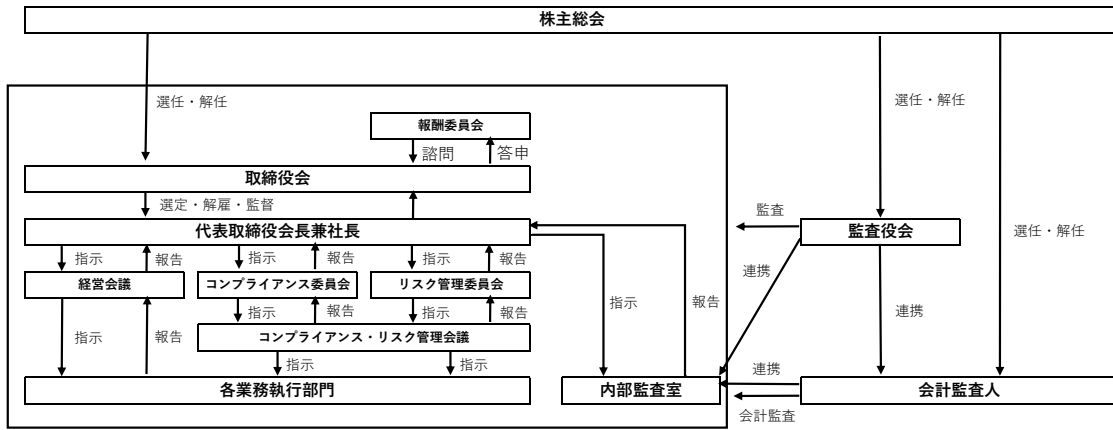 株主総会
選任・解任
選任・解任
報酬委員会
諮問
答申
取締役会
選定・解雇・監督
監査
選任・解任
代表取締役会長兼社長
監査役会
指示
報告
指示
報告
指示
報告
連携
経営会議
コンプライアンス委員会
リスク管理委員会
指示
報告
指示
報告
指示
報告
連携
指示
報告
コンプライアンス・リスク管理会議
指示
指示
連携
各業務執行部門
内部監査室
会計監査人
会計監査